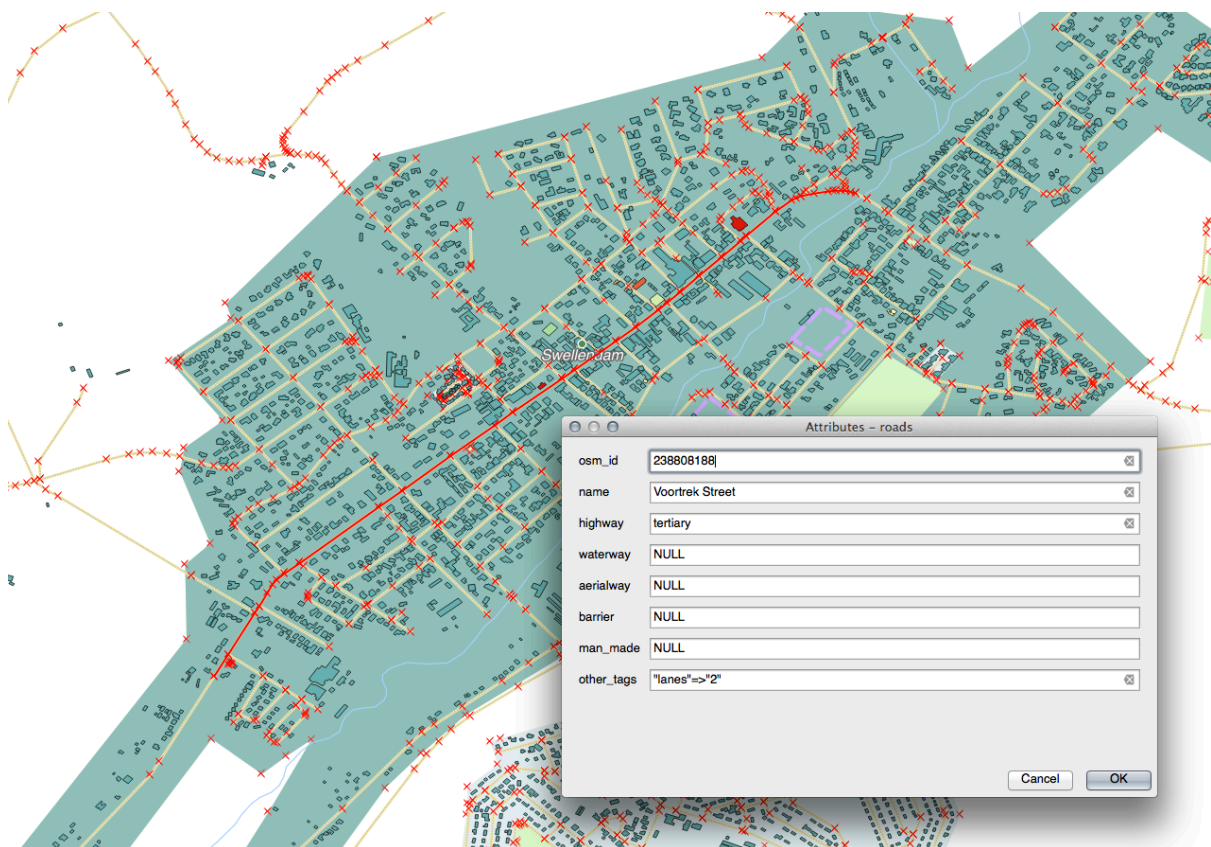 Swellendam
Attributes – roads
osm_id 238808188
name Voortrek Street
highway tertiary
waterway NULL
aerialway NULL
barrier NULL
man_made NULL
other_tags "lanes"=>"2"
Cancel OK